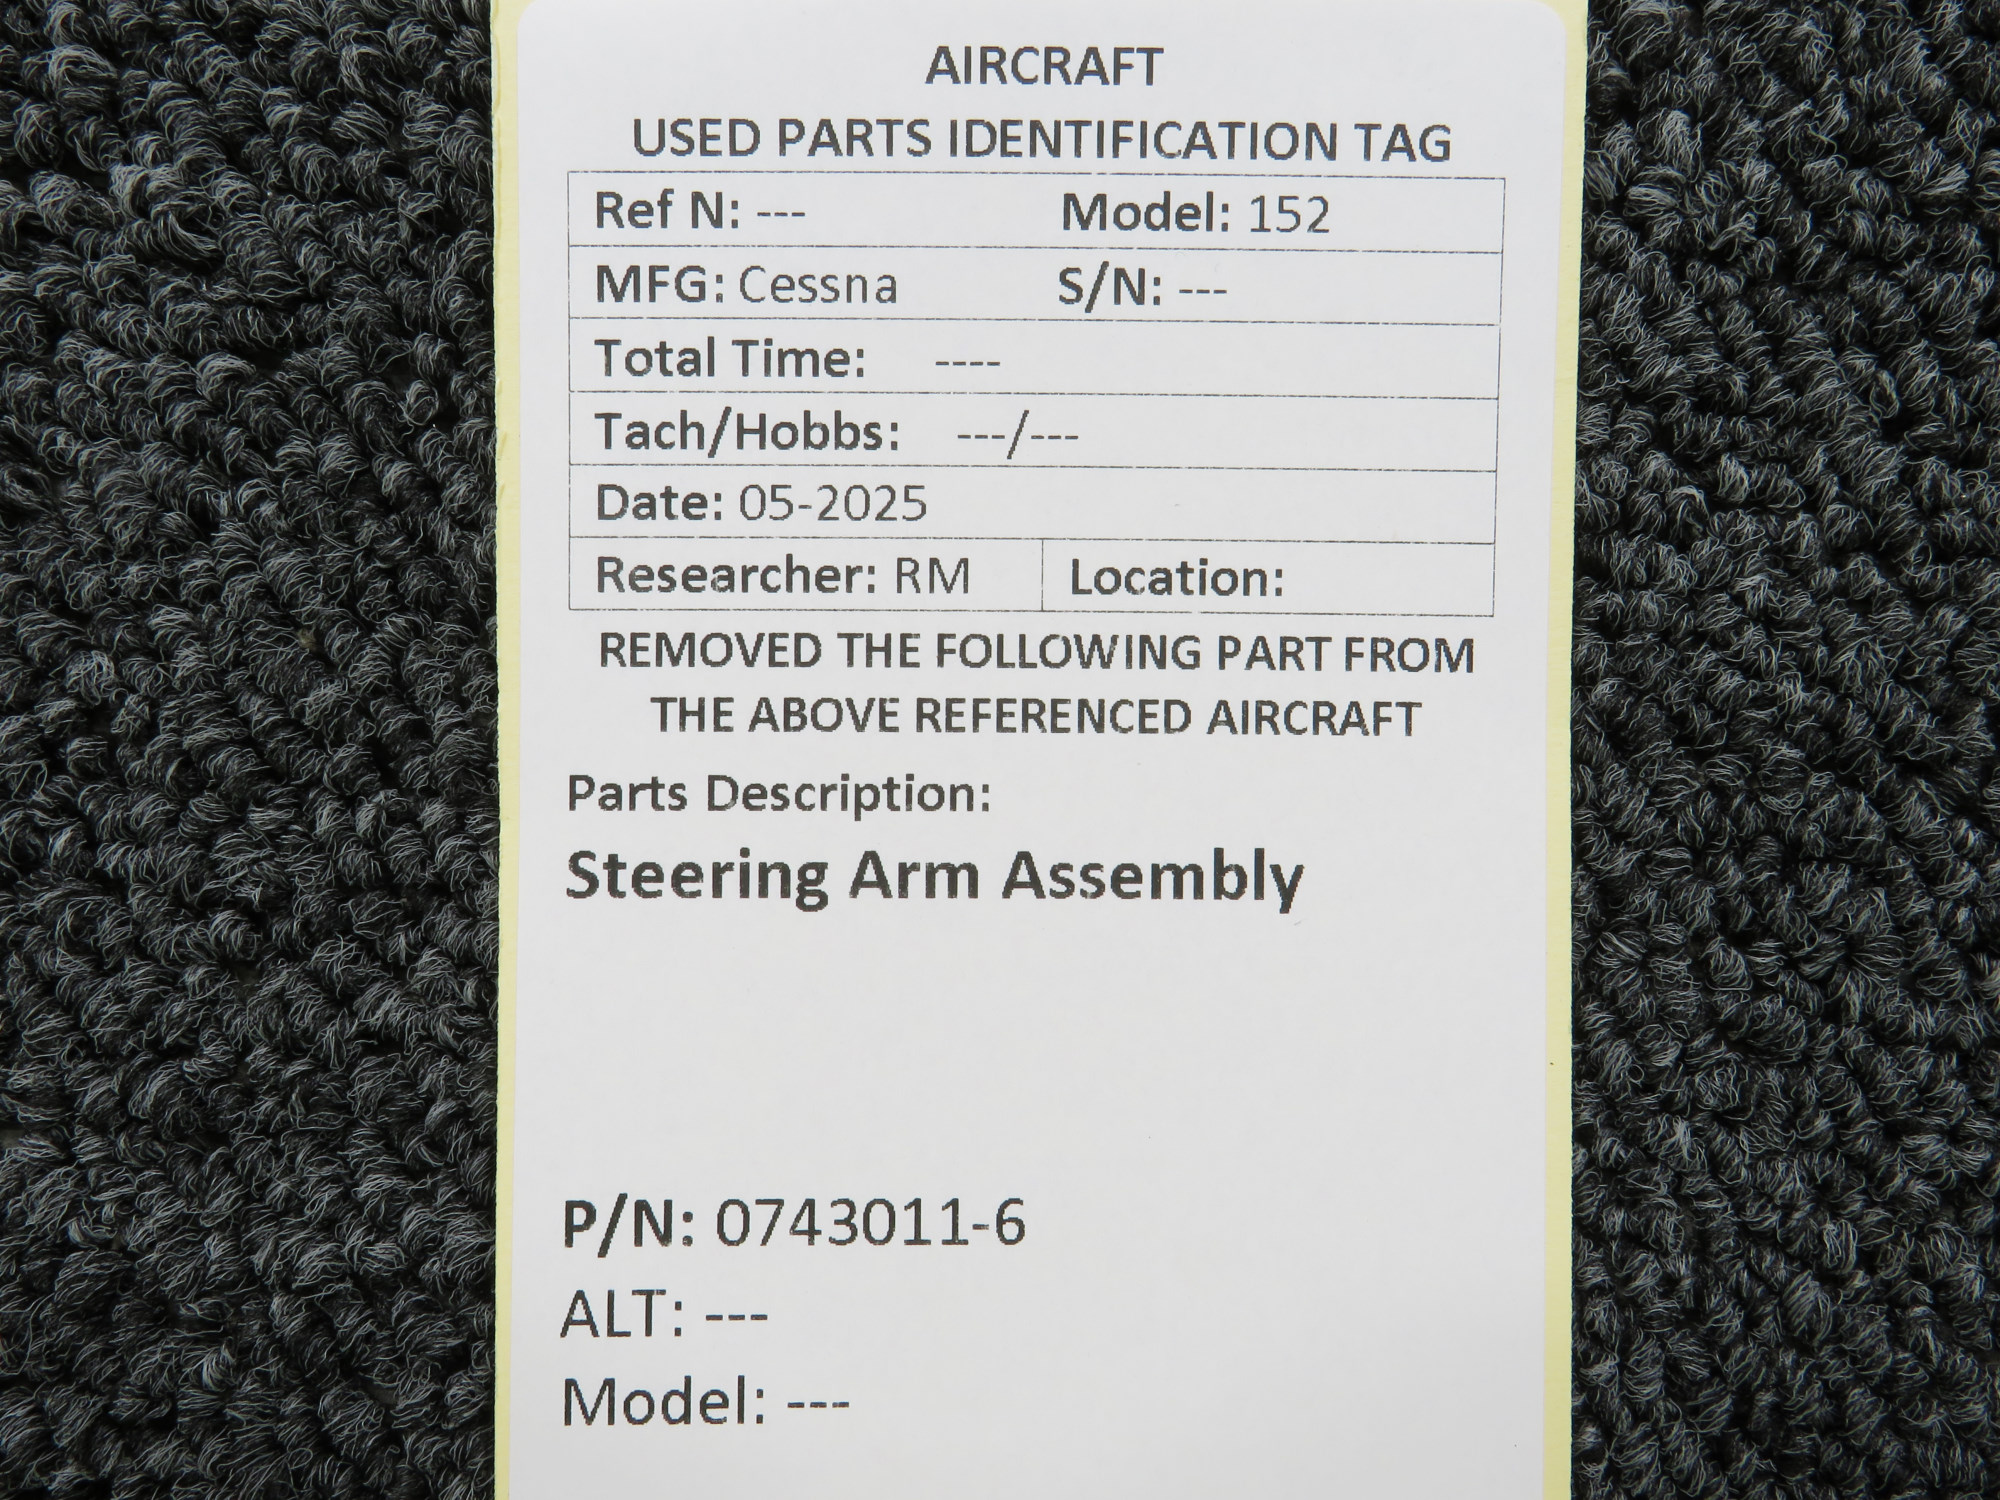 AIRCRAFT
USED PARTS IDENTIFICATION TAG
Ref N: --- Model: 152
MFG: Cessna S/N: ---
Total Time: ----
Tach/Hobbs: ---/---
Date: 05-2025
Researcher: RM Location:
REMOVED THE FOLLOWING PART FROM
THE ABOVE REFERENCED AIRCRAFT
Parts Description:
Steering Arm Assembly
P/N: 0743011-6
ALT: ---
Model: ---